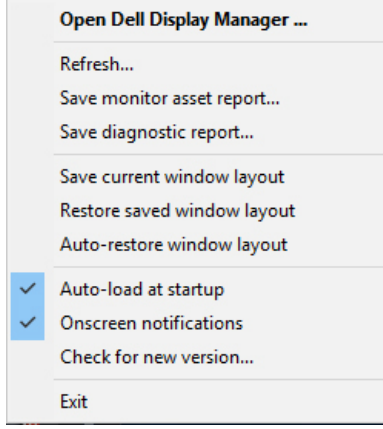 Open Dell Display Manager ...
Refresh...
Save monitor asset report...
Save diagnostic report...
Save current window layout
Restore saved window layout
Auto-restore window layout
Auto-load at startup
Onscreen notifications
Check for new version...
Exit